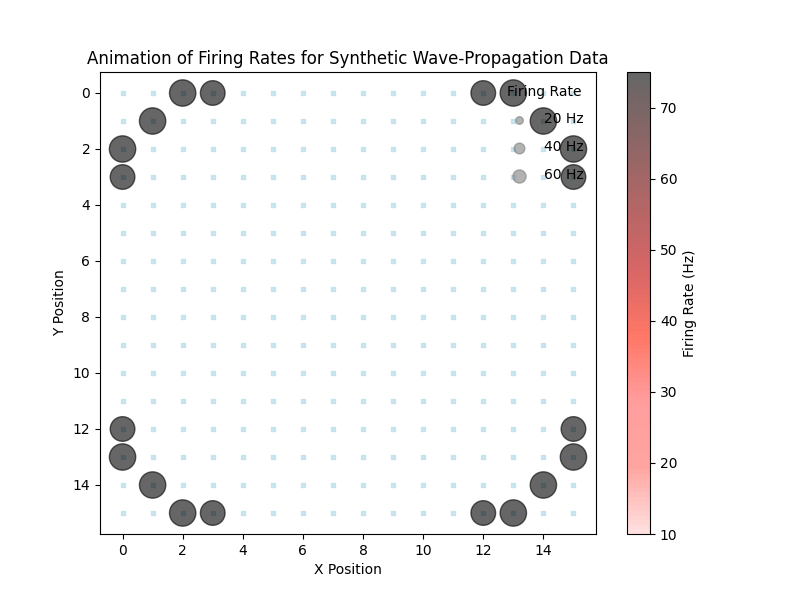 Animation of Firing Rates for Synthetic Wave-Propagation Data
Firing Rate
20 Hz
40 Hz
60 Hz
0
2
4
6
8
10
12
14
Y Position
0
2
4
6
8
10
12
14
X Position
70
60
50
40
30
20
10
Firing Rate (Hz)